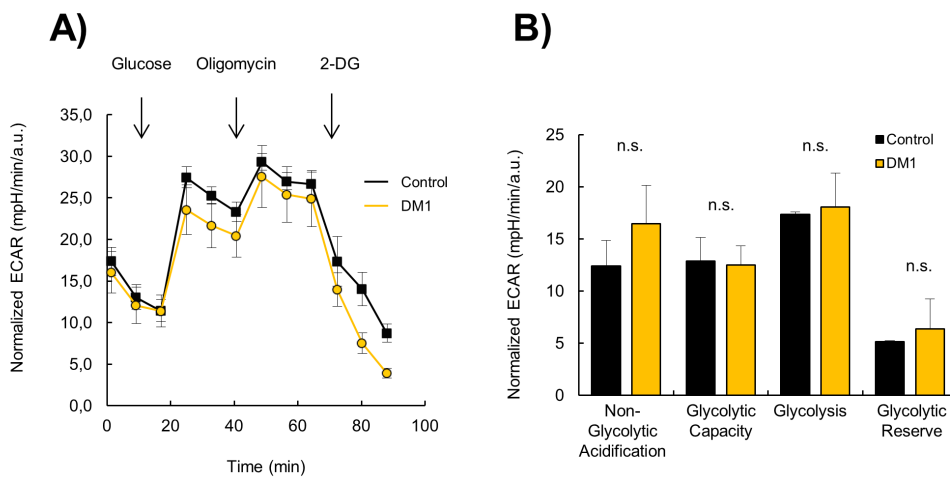 A)
Glucose Oligomycin 2-DG
Normalized ECAR (mpH/min/a.u.)
35,0
30,0
25,0
20,0
15,0
10,0
5,0
0,0
0 20 40 60 80 100
Time (min)
Control
DM1
B)
Normalized ECAR (mpH/min/a.u.)
25
20
15
10
5
0
n.s. n.s. n.s. n.s.
Control
DM1
Non-
Glycolytic
Acidification
Glycolytic
Capacity
Glycolysis
Glycolytic
Reserve